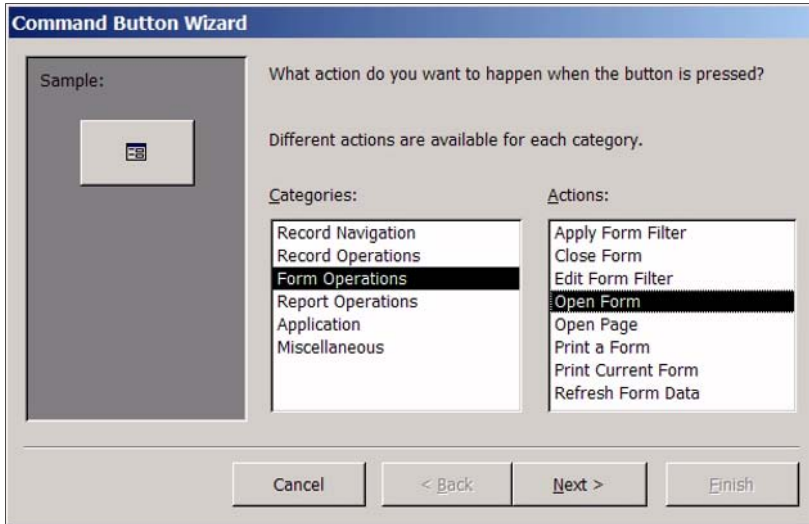 Command Button Wizard
Sample:
What action do you want to happen when the button is pressed?
Different actions are available for each category.
Categories:
Record Navigation
Record Operations
Form Operations
Report Operations
Application
Miscellaneous
Actions:
Apply Form Filter
Close Form
Edit Form Filter
Open Form
Open Page
Print a Form
Print Current Form
Refresh Form Data
Cancel
< Back
Next >
Finish